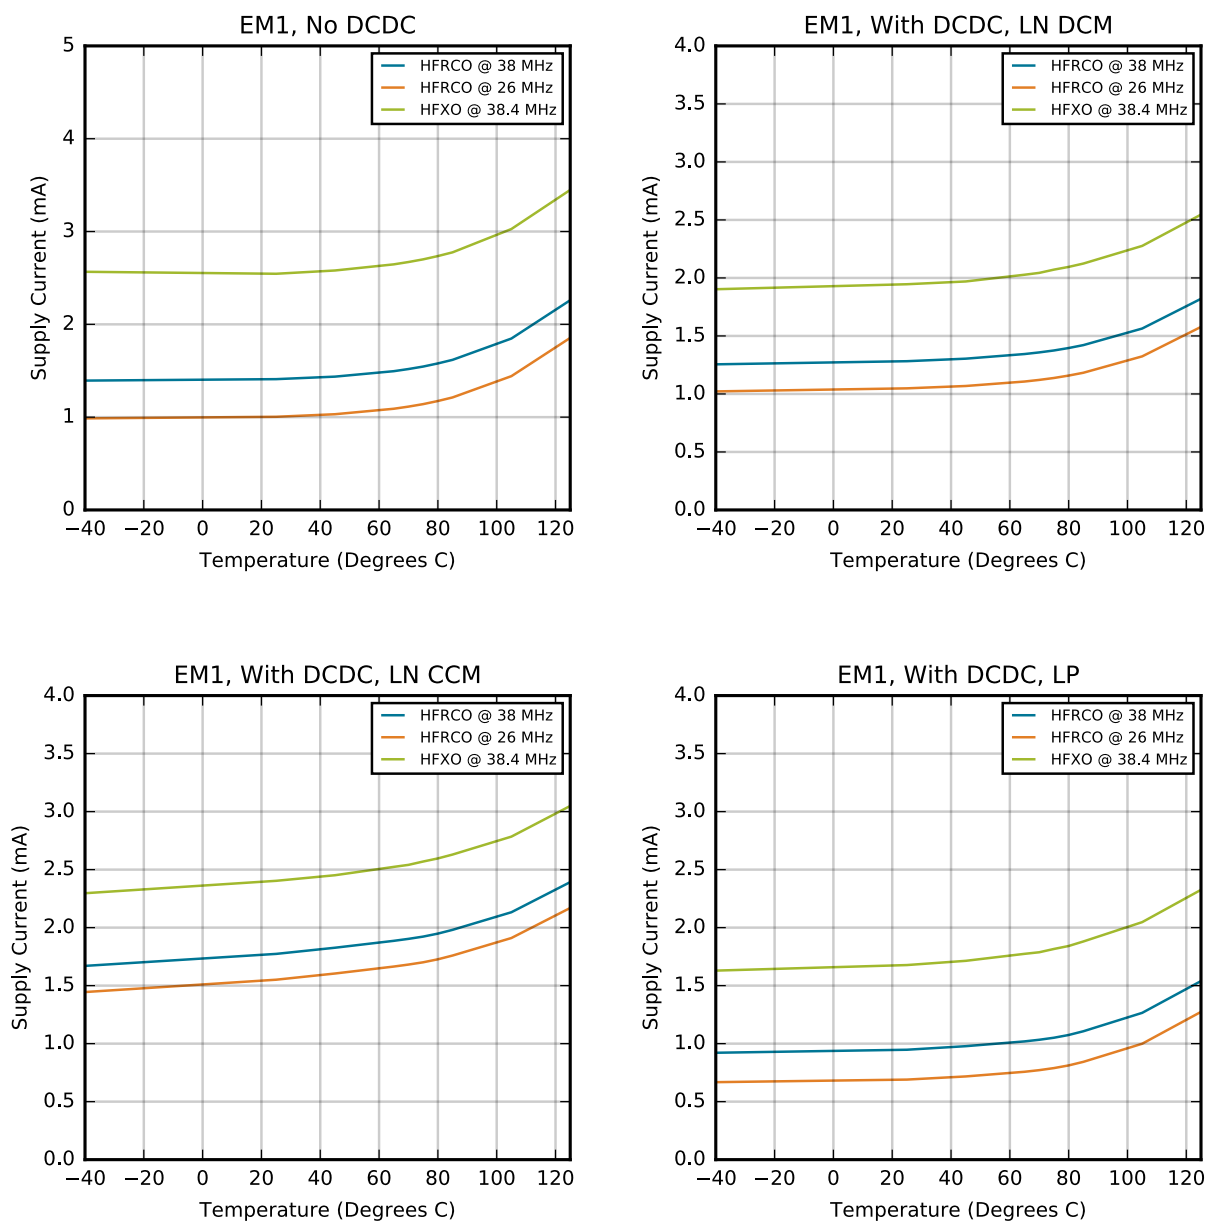 EM1, No DCDC
5
4
3
2
1
0
Supply Current (mA)
HFRCO @ 38 MHz
HFRCO @ 26 MHz
HFXO @ 38.4 MHz
−40 −20 0 20 40 60 80 100 120
Temperature (Degrees C)
EM1, With DCDC, LN DCM
4.0
3.5
3.0
2.5
2.0
1.5
1.0
0.5
0.0
Supply Current (mA)
HFRCO @ 38 MHz
HFRCO @ 26 MHz
HFXO @ 38.4 MHz
−40 −20 0 20 40 60 80 100 120
Temperature (Degrees C)
EM1, With DCDC, LN CCM
4.0
3.5
3.0
2.5
2.0
1.5
1.0
0.5
0.0
Supply Current (mA)
HFRCO @ 38 MHz
HFRCO @ 26 MHz
HFXO @ 38.4 MHz
−40 −20 0 20 40 60 80 100 120
Temperature (Degrees C)
EM1, With DCDC, LP
4.0
3.5
3.0
2.5
2.0
1.5
1.0
0.5
0.0
Supply Current (mA)
HFRCO @ 38 MHz
HFRCO @ 26 MHz
HFXO @ 38.4 MHz
−40 −20 0 20 40 60 80 100 120
Temperature (Degrees C)